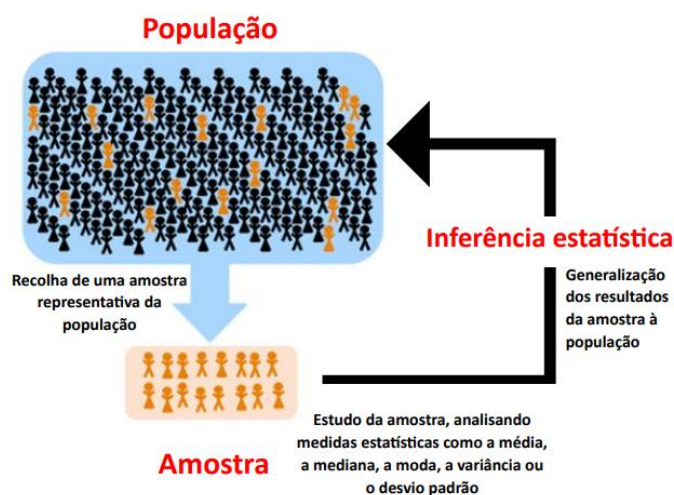 População
Recolha de uma amostra
representativa da
população
Inferência estatística
Generalização
dos resultados
da amostra à
população
Amostra
Estudo da amostra, analisando
medidas estatísticas como a média,
a mediana, a moda, a variância ou
o desvio padrão